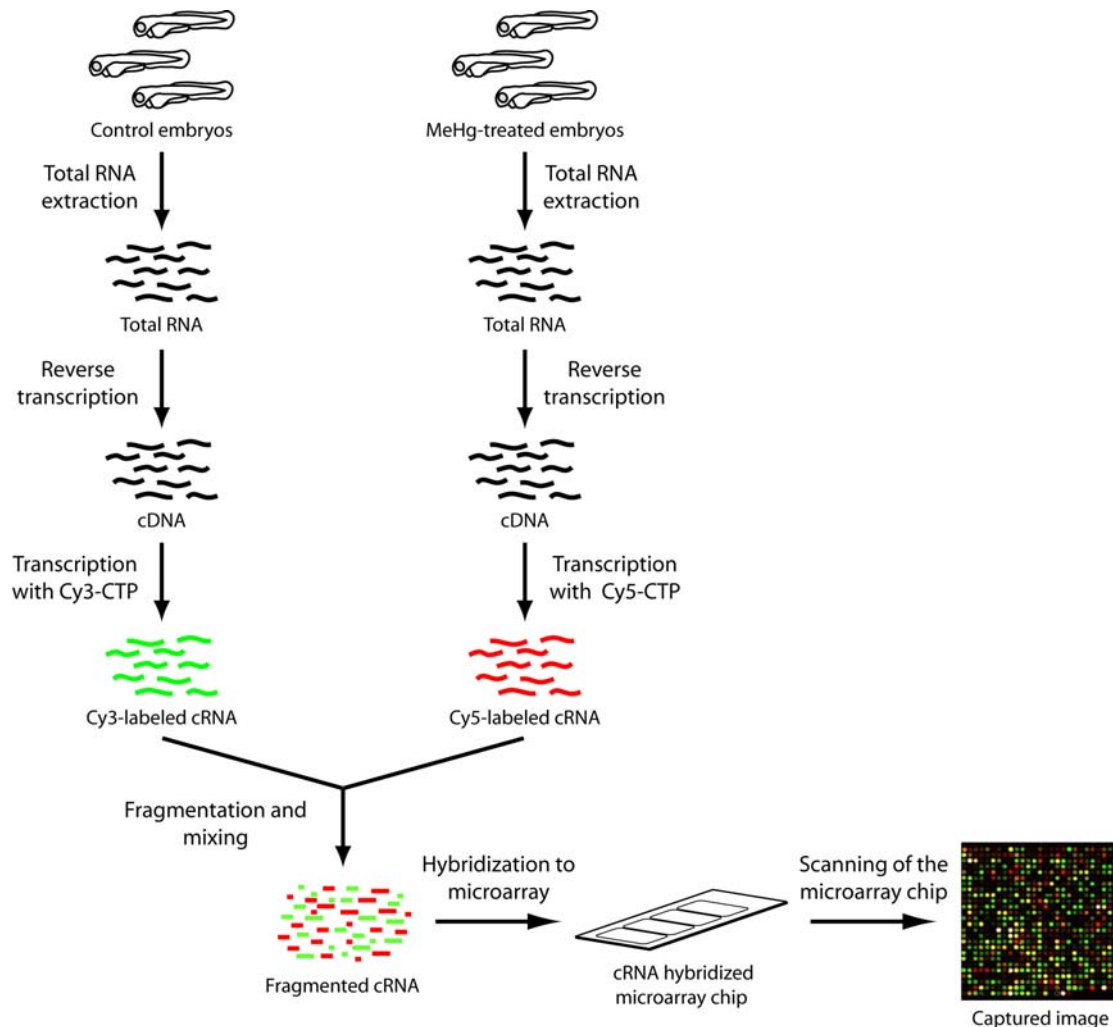 Control embryos
MeHg-treated embryos
Total RNA
extraction
Total RNA
extraction
Total RNA
Total RNA
Reverse
transcription
Reverse
transcription
cDNA
cDNA
Transcription
with Cy3-CTP
Transcription
with Cy5-CTP
Cy3-labeled cRNA
Cy5-labeled cRNA
Fragmentation and
mixing
Hybridization to
microarray
Scanning of the
microarray chip
Fragmented cRNA
cRNA hybridized
microarray chip
Captured image